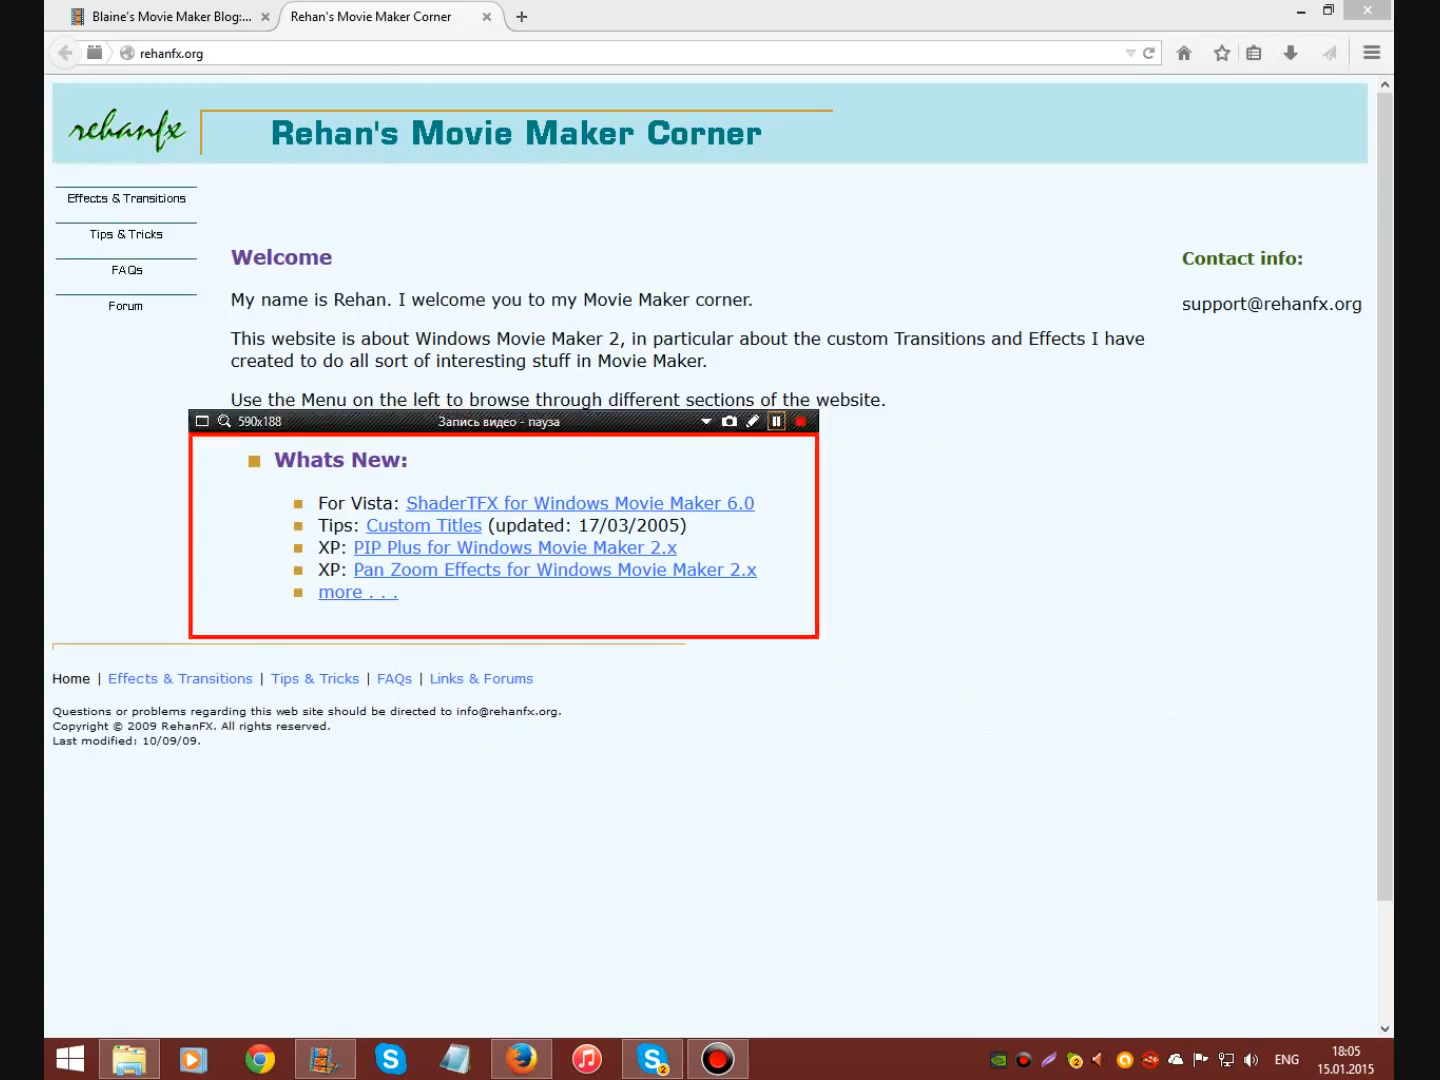 Blaine's Movie Maker Blog:...
Rehan's Movie Maker Corner
rehanfx.org
rehanfx
Rehan's Movie Maker Corner
Effects & Transitions
Tips & Tricks
FAQs
Forum
Welcome
My name is Rehan. I welcome you to my Movie Maker corner.
This website is about Windows Movie Maker 2, in particular about the custom Transitions and Effects I have
created to do all sort of interesting stuff in Movie Maker.
Use the Menu on the left to browse through different sections of the website.
Contact info:
support@rehanfx.org
590x188
Запись видео - пауза
Whats New:
For Vista: ShaderTFX for Windows Movie Maker 6.0
Tips: Custom Titles (updated: 17/03/2005)
XP: PIP Plus for Windows Movie Maker 2.x
XP: Pan Zoom Effects for Windows Movie Maker 2.x
more . . .
Home | Effects & Transitions | Tips & Tricks | FAQs | Links & Forums
Questions or problems regarding this web site should be directed to info@rehanfx.org.
Copyright © 2009 RehanFX. All rights reserved.
Last modified: 10/09/09.
2
2
ENG
18:05
15.01.2015